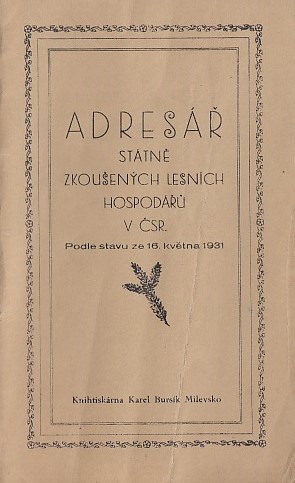 ADRESÁŘ
STÁTNĚ
ZKOUŠENÝCH LESNÍCH
HOSPODÁŘŮ
V ČSR.
Podle stavu ze 16. května 1931
Knihtiskárna Karel Bursík Milevsko